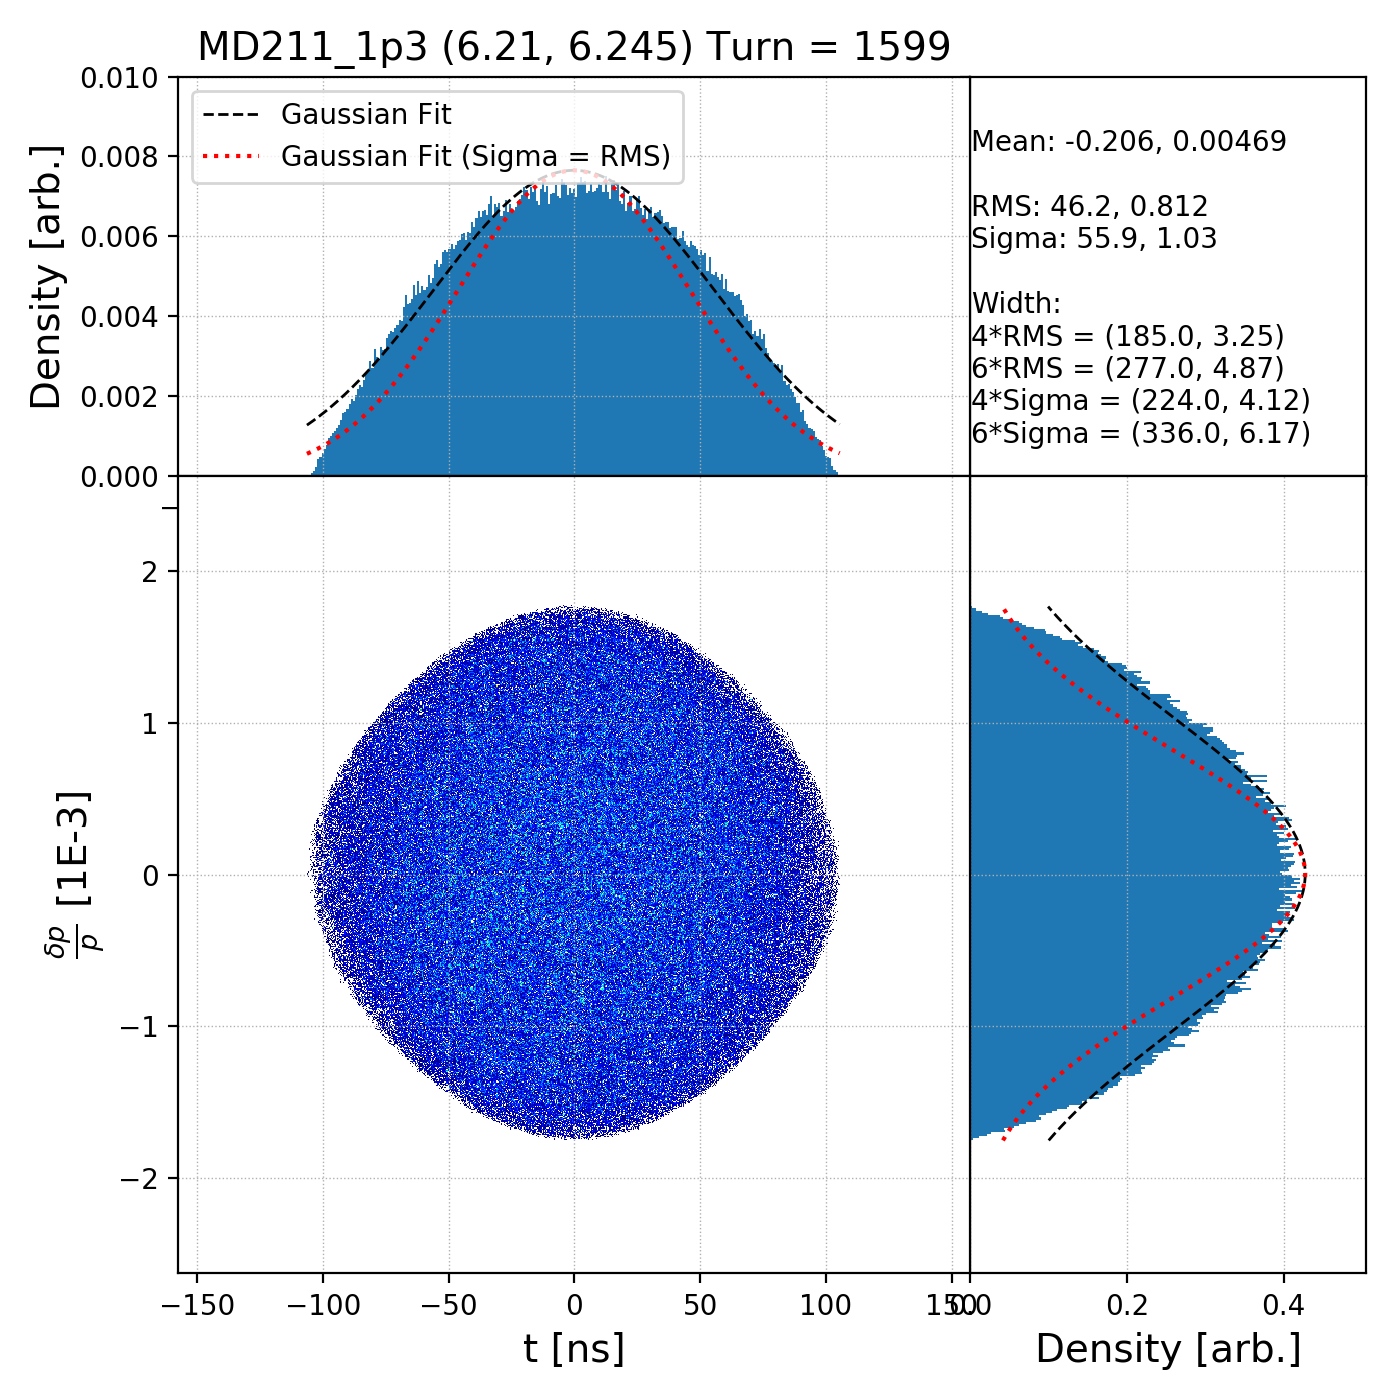 MD211_1p3 (6.21, 6.245) Turn = 1599
Density [arb.]
0.010
0.008
0.006
0.004
0.002
0.000
Gaussian Fit
Gaussian Fit (Sigma = RMS)
Mean: -0.206, 0.00469
RMS: 46.2, 0.812
Sigma: 55.9, 1.03
Width:
4*RMS = (185.0, 3.25)
6*RMS = (277.0, 4.87)
4*Sigma = (224.0, 4.12)
6*Sigma = (336.0, 6.17)
δp/p [1E-3]
2
1
0
−1
−2
−150 −100 −50 0 50 100 150
t [ns]
0.0 0.2 0.4
Density [arb.]